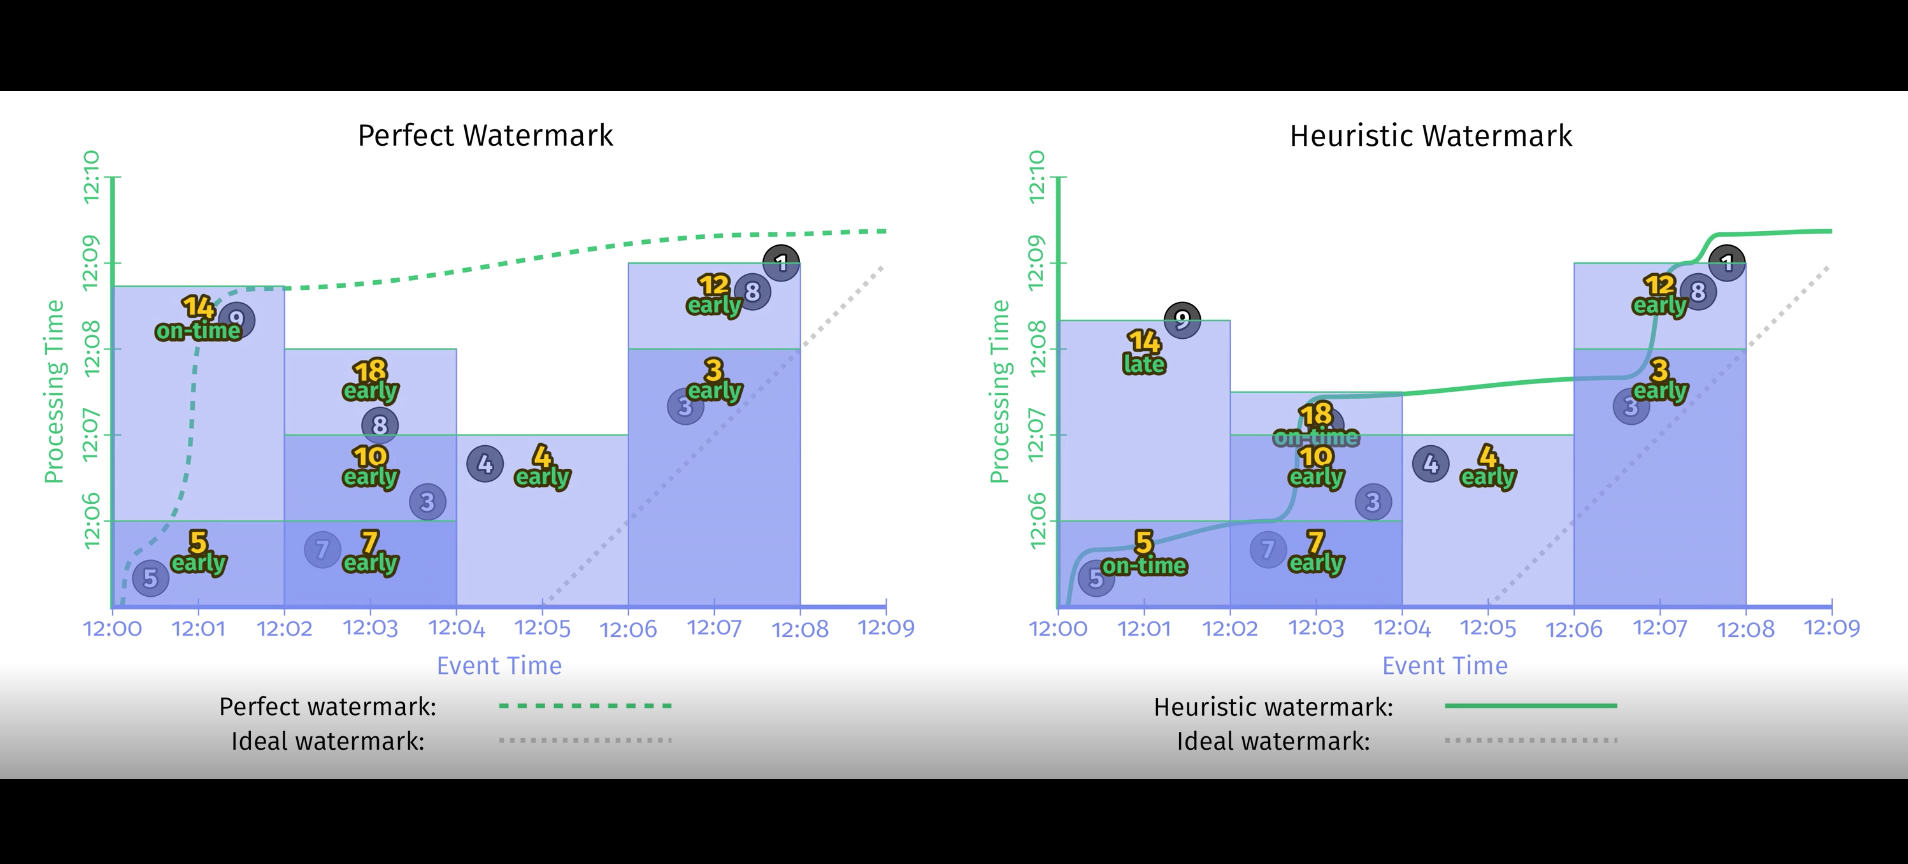 Perfect Watermark
Processing Time
12:10
12:09
12:08
12:07
12:06
14
on-time
9
18
early
8
10
early
3
5
early
5
7
7
early
4
4
early
12
early
8
1
3
early
3
12:00 12:01 12:02 12:03 12:04 12:05 12:06 12:07 12:08 12:09
Event Time
Perfect watermark:
Ideal watermark:
Heuristic Watermark
Processing Time
12:10
12:09
12:08
12:07
12:06
9
14
late
18
on-time
10
early
3
5
on-time
5
7
7
early
4
4
early
12
early
8
1
3
early
3
12:00 12:01 12:02 12:03 12:04 12:05 12:06 12:07 12:08 12:09
Event Time
Heuristic watermark:
Ideal watermark: